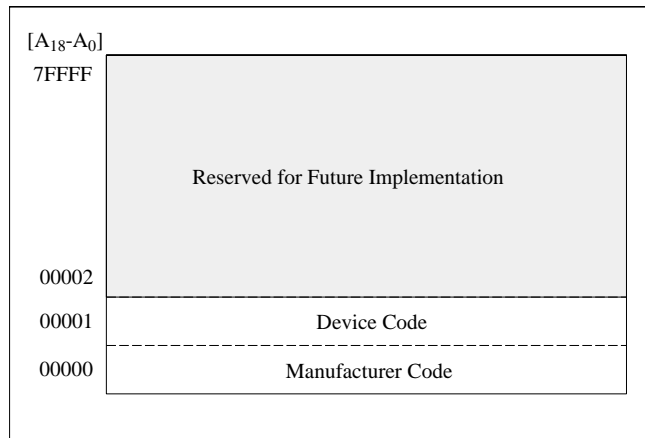 [A18-A0]
7FFFF
Reserved for Future Implementation
00002
00001 Device Code
00000 Manufacturer Code